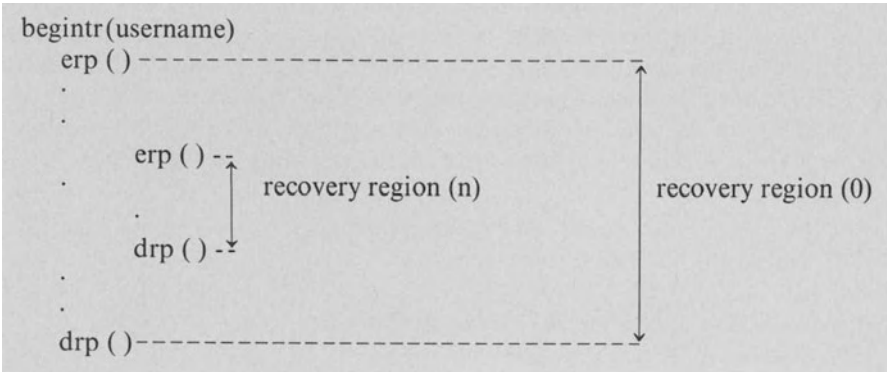 begintr(username)
erp ( )
erp ( )
recovery region (n)
recovery region (0)
drp ( )
drp ( )